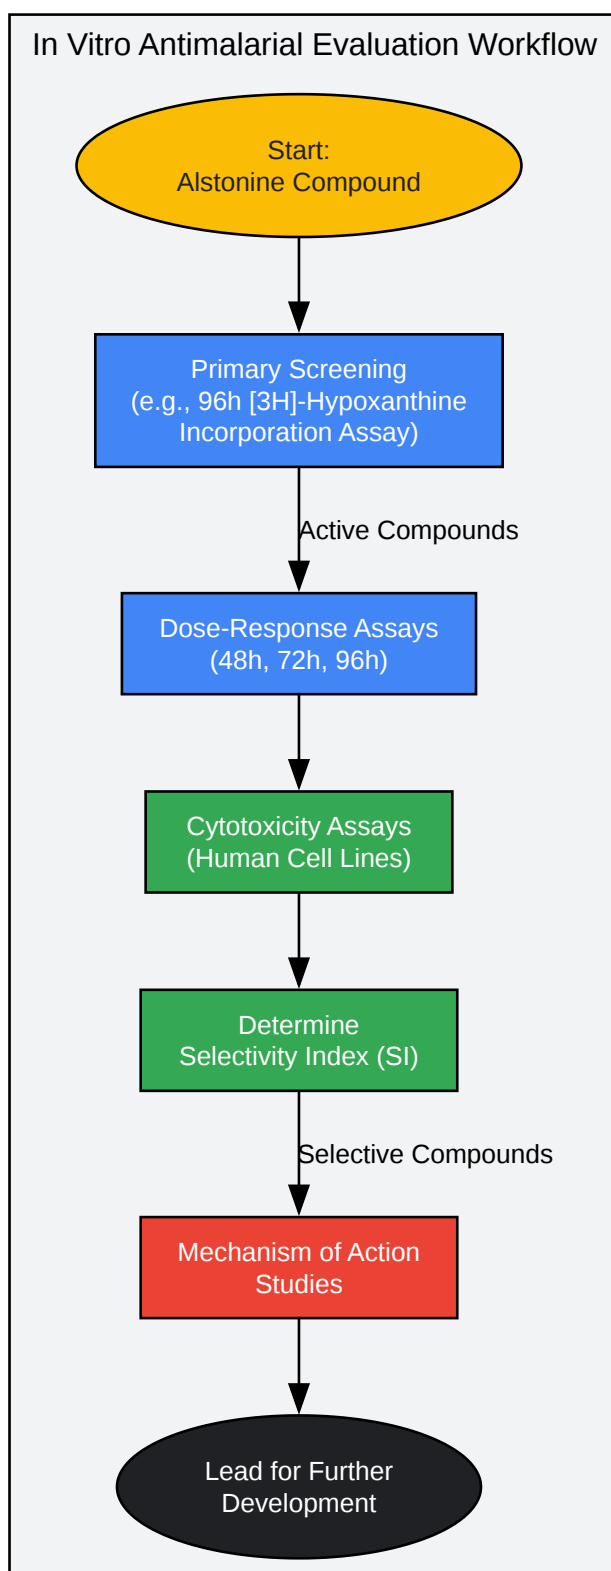 In Vitro Antimalarial Evaluation Workflow
Start:
Alstonine Compound
Primary Screening
(e.g., 96h [3H]-Hypoxanthine
Incorporation Assay)
Active Compounds
Dose-Response Assays
(48h, 72h, 96h)
Cytotoxicity Assays
(Human Cell Lines)
Determine
Selectivity Index (SI)
Selective Compounds
Mechanism of Action
Studies
Lead for Further
Development